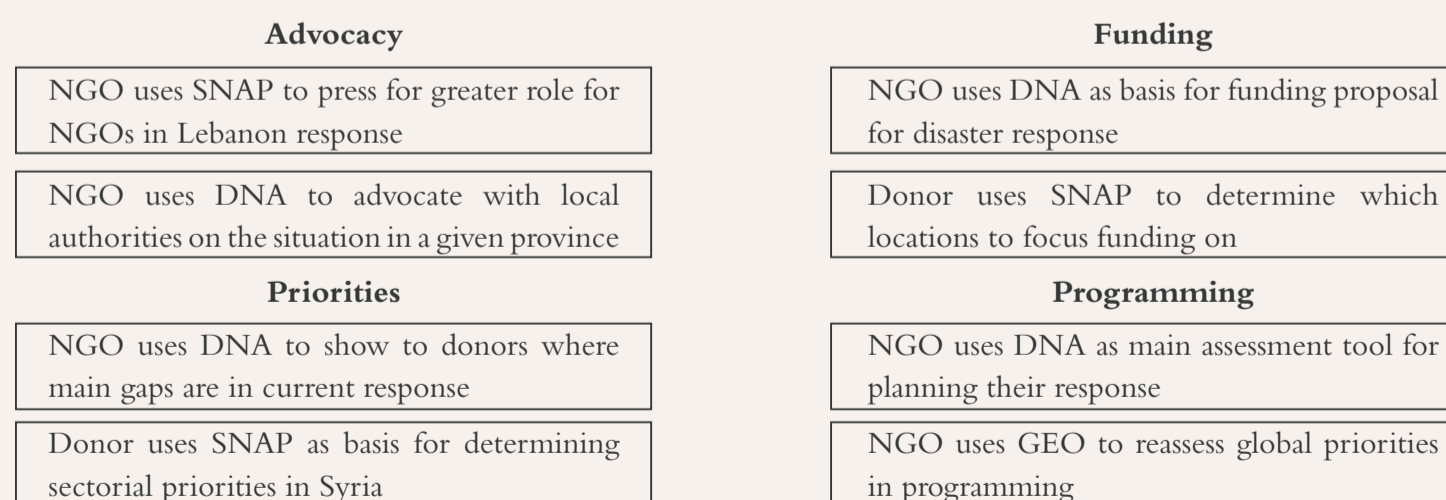 Advocacy
NGO uses SNAP to press for greater role for
NGOs in Lebanon response
NGO uses DNA to advocate with local
authorities on the situation in a given province
Priorities
NGO uses DNA to show to donors where
main gaps are in current response
Donor uses SNAP as basis for determining
sectorial priorities in Syria
Funding
NGO uses DNA as basis for funding proposal
for disaster response
Donor uses SNAP to determine which
locations to focus funding on
Programming
NGO uses DNA as main assessment tool for
planning their response
NGO uses GEO to reassess global priorities
in programming